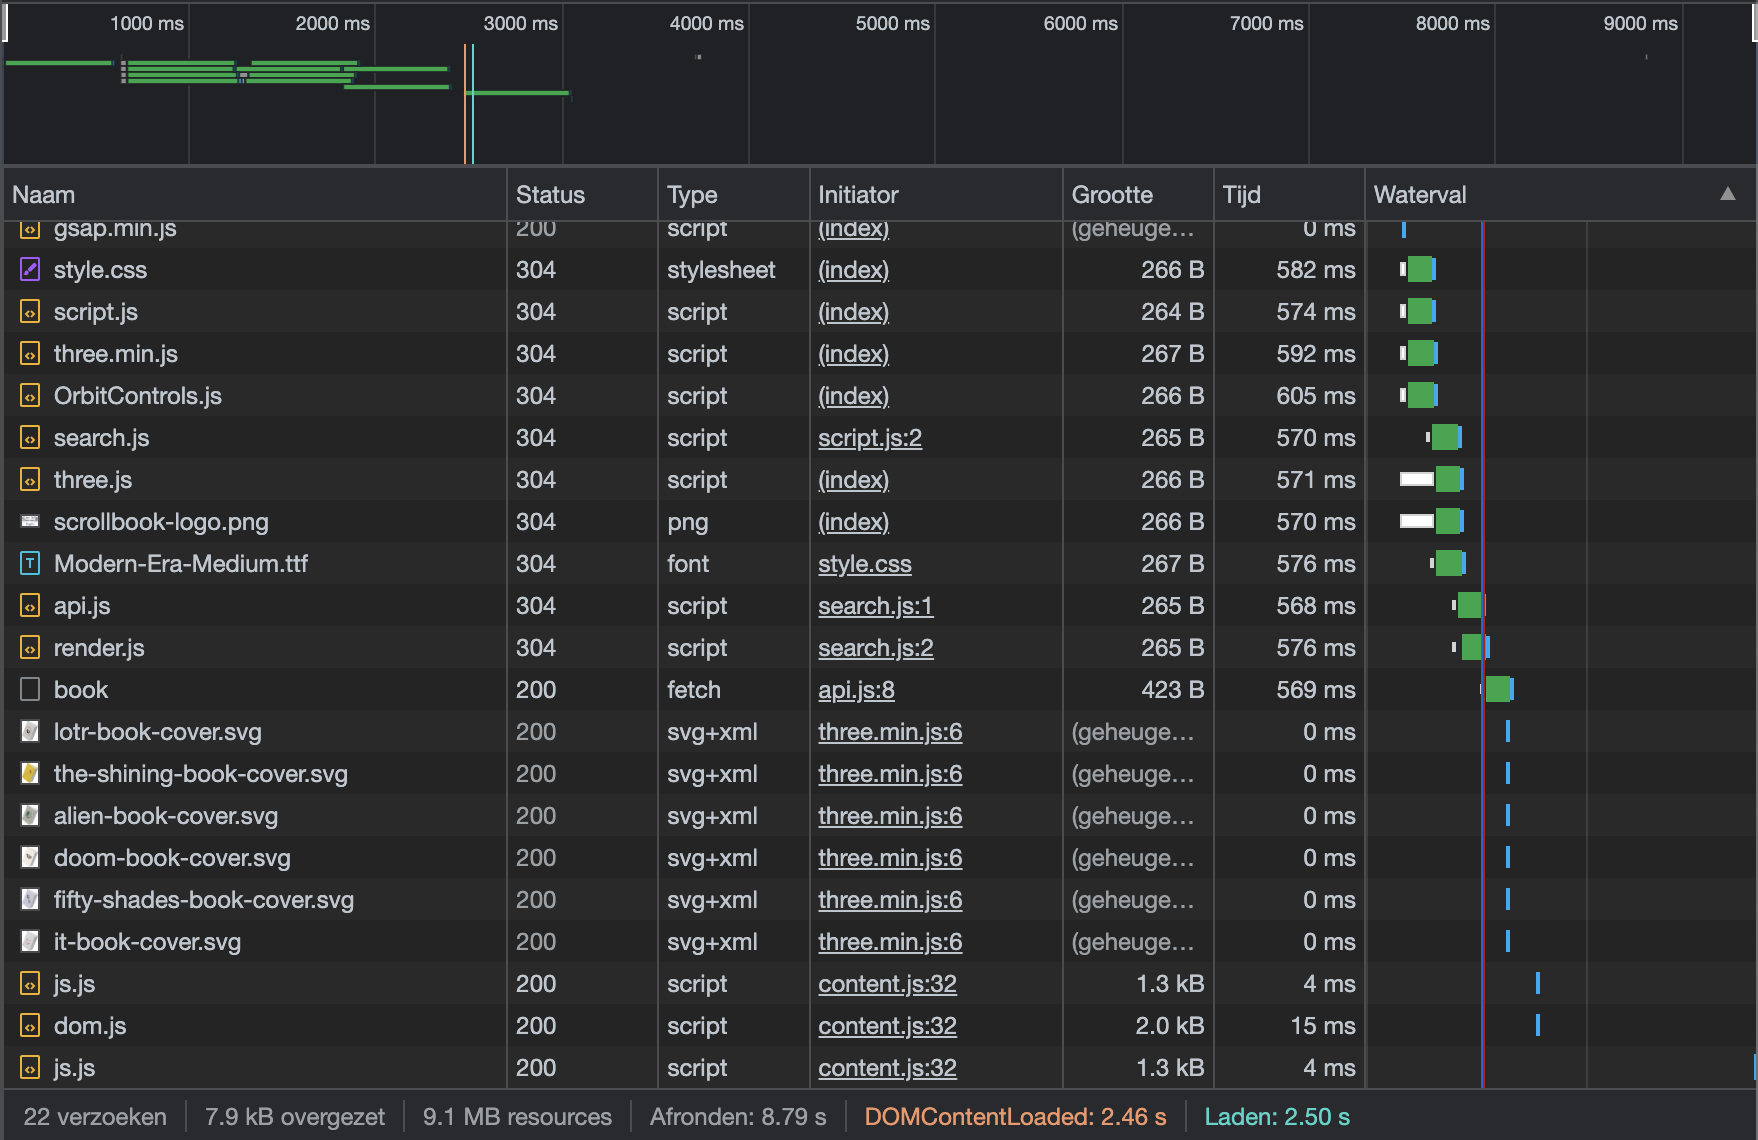 1000 ms 2000 ms 3000 ms 4000 ms 5000 ms 6000 ms 7000 ms 8000 ms 9000 ms
Naam Status Type Initiator Grootte Tijd Waterval
gsap.min.js 200 script (index) (geheuge... 0 ms
style.css 304 stylesheet (index) 266 B 582 ms
script.js 304 script (index) 264 B 574 ms
three.min.js 304 script (index) 267 B 592 ms
OrbitControls.js 304 script (index) 266 B 605 ms
search.js 304 script script.js:2 265 B 570 ms
three.js 304 script (index) 266 B 571 ms
scrollbook-logo.png 304 png (index) 266 B 570 ms
Modern-Era-Medium.ttf 304 font style.css 267 B 576 ms
api.js 304 script search.js:1 265 B 568 ms
render.js 304 script search.js:2 265 B 576 ms
book 200 fetch api.js:8 423 B 569 ms
lotr-book-cover.svg 200 svg+xml three.min.js:6 (geheuge... 0 ms
the-shining-book-cover.svg 200 svg+xml three.min.js:6 (geheuge... 0 ms
alien-book-cover.svg 200 svg+xml three.min.js:6 (geheuge... 0 ms
doom-book-cover.svg 200 svg+xml three.min.js:6 (geheuge... 0 ms
fifty-shades-book-cover.svg 200 svg+xml three.min.js:6 (geheuge... 0 ms
it-book-cover.svg 200 svg+xml three.min.js:6 (geheuge... 0 ms
js.js 200 script content.js:32 1.3 kB 4 ms
dom.js 200 script content.js:32 2.0 kB 15 ms
js.js 200 script content.js:32 1.3 kB 4 ms
22 verzoeken 7.9 kB overgezet 9.1 MB resources Afronden: 8.79 s DOMContentLoaded: 2.46 s Laden: 2.50 s